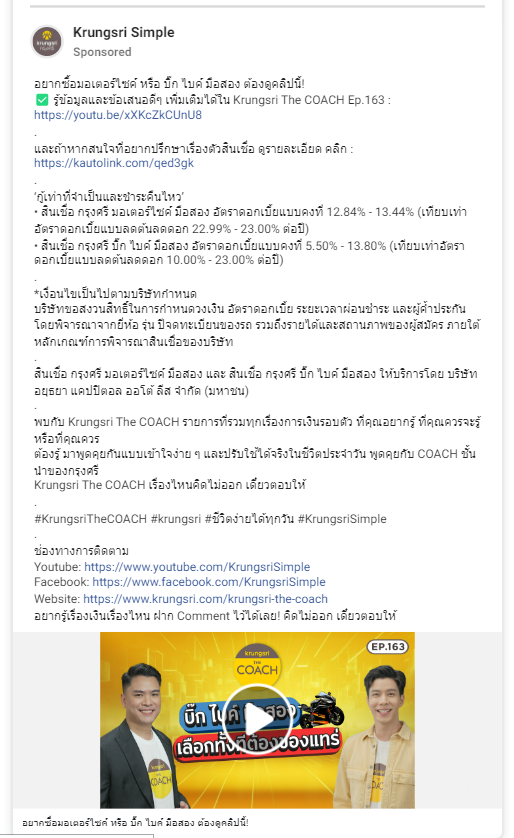 Krungsri Simple
Sponsored
อยากซื้อมอเตอร์ไซค์ หรือ บิ๊ก ไบค์ มือสอง ต้องดูคลิปนี้!
✅ รู้ข้อมูลและข้อเสนอดีๆ เพิ่มเติมได้ใน Krungsri The COACH Ep.163 :
https://youtu.be/xXKcZkCUnU8
.
และถ้าหากสนใจที่อยากปรึกษาเรื่องตัวสินเชื่อ ดูรายละเอียด คลิก :
https://kautolink.com/qed3gk
.
‘กู้เท่าที่จำเป็นและชำระคืนไหว’
• สินเชื่อ กรุงศรี มอเตอร์ไซค์ มือสอง อัตราดอกเบี้ยแบบคงที่ 12.84% - 13.44% (เทียบเท่า
อัตราดอกเบี้ยแบบลดต้นลดดอก 22.99% - 23.00% ต่อปี)
• สินเชื่อ กรุงศรี บิ๊ก ไบค์ มือสอง อัตราดอกเบี้ยแบบคงที่ 5.50% - 13.80% (เทียบเท่าอัตรา
ดอกเบี้ยแบบลดต้นลดดอก 10.00% - 23.00% ต่อปี)
.
*เงื่อนไขเป็นไปตามบริษัทกำหนด
บริษัทขอสงวนสิทธิ์ในการกำหนดวงเงิน อัตราดอกเบี้ย ระยะเวลาผ่อนชำระ และผู้ค้ำประกัน
โดยพิจารณาจากยี่ห้อ รุ่น ปีจดทะเบียนของรถ รวมถึงรายได้และสถานภาพของผู้สมัคร ภายใต้
หลักเกณฑ์การพิจารณาสินเชื่อของบริษัท
.
สินเชื่อ กรุงศรี มอเตอร์ไซค์ มือสอง และ สินเชื่อ กรุงศรี บิ๊ก ไบค์ มือสอง ให้บริการโดย บริษัท
อยุธยา แคปปิตอล ออโต้ ลีส จำกัด (มหาชน)
.
พบกับ Krungsri The COACH รายการที่รวมทุกเรื่องการเงินรอบตัว ที่คุณอยากรู้ ที่คุณควรจะรู้
หรือที่คุณควร
ต้องรู้ มาพูดคุยกันแบบเข้าใจง่าย ๆ และปรับใช้ได้จริงในชีวิตประจำวัน พูดคุยกับ COACH ชั้น
นำของกรุงศรี
Krungsri The COACH เรื่องไหนคิดไม่ออก เดี๋ยวตอบให้
.
#KrungsriTheCOACH #krungsri #ชีวิตง่ายได้ทุกวัน #KrungsriSimple
.
ช่องทางการติดตาม
Youtube: https://www.youtube.com/KrungsriSimple
Facebook: https://www.facebook.com/KrungsriSimple
Website: https://www.krungsri.com/krungsri-the-coach
อยากรู้เรื่องเงินเรื่องไหน ฝาก Comment ไว้ได้เลย! คิดไม่ออก เดี๋ยวตอบให้
EP.163
krungsri
THE
COACH
บิ๊ก ไบค์ มือสอง
เลือกทั้งทีต้องของแทร่
อยากซื้อมอเตอร์ไซค์ หรือ บิ๊ก ไบค์ มือสอง ต้องดูคลิปนี้!